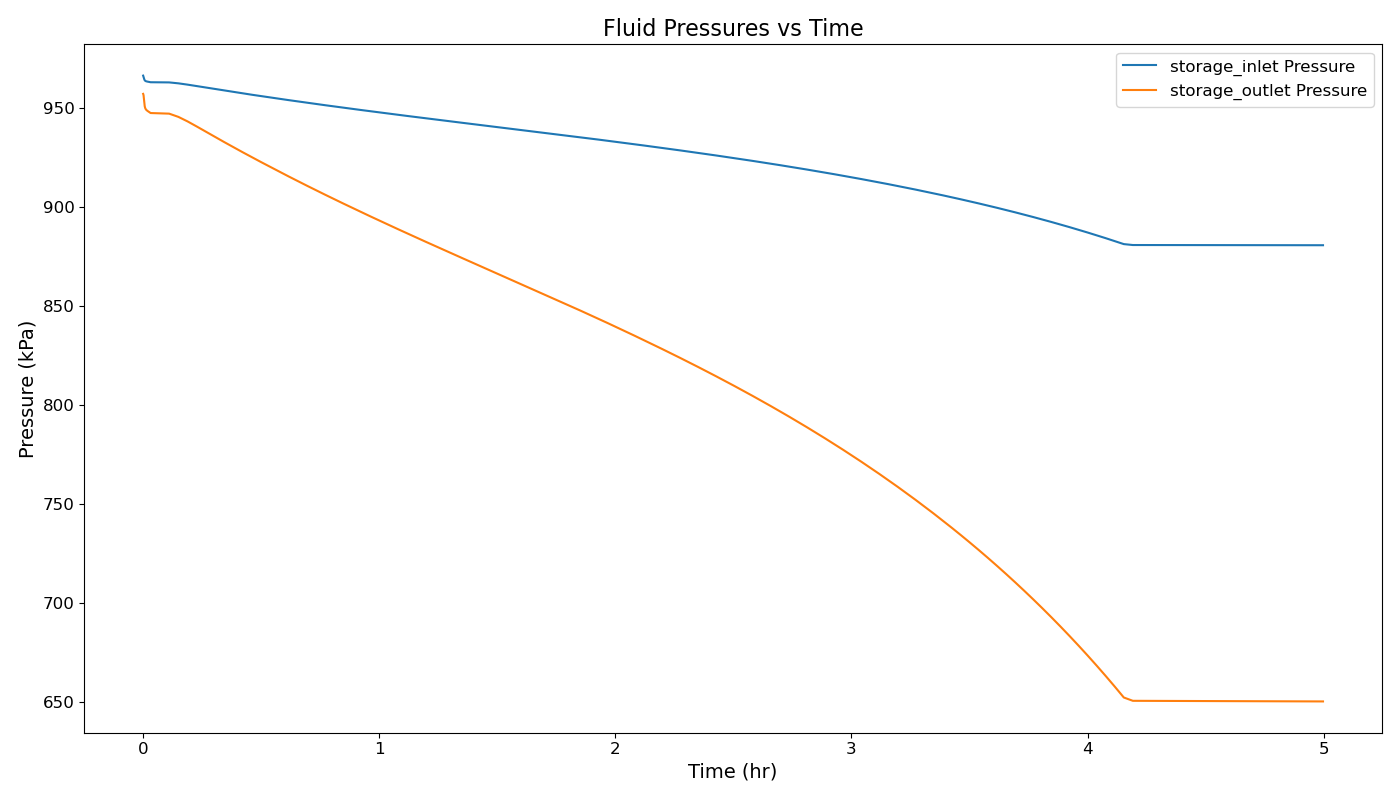 Fluid Pressures vs Time
storage_inlet Pressure
storage_outlet Pressure
Pressure (kPa)
950
900
850
800
750
700
650
0 1 2 3 4 5
Time (hr)